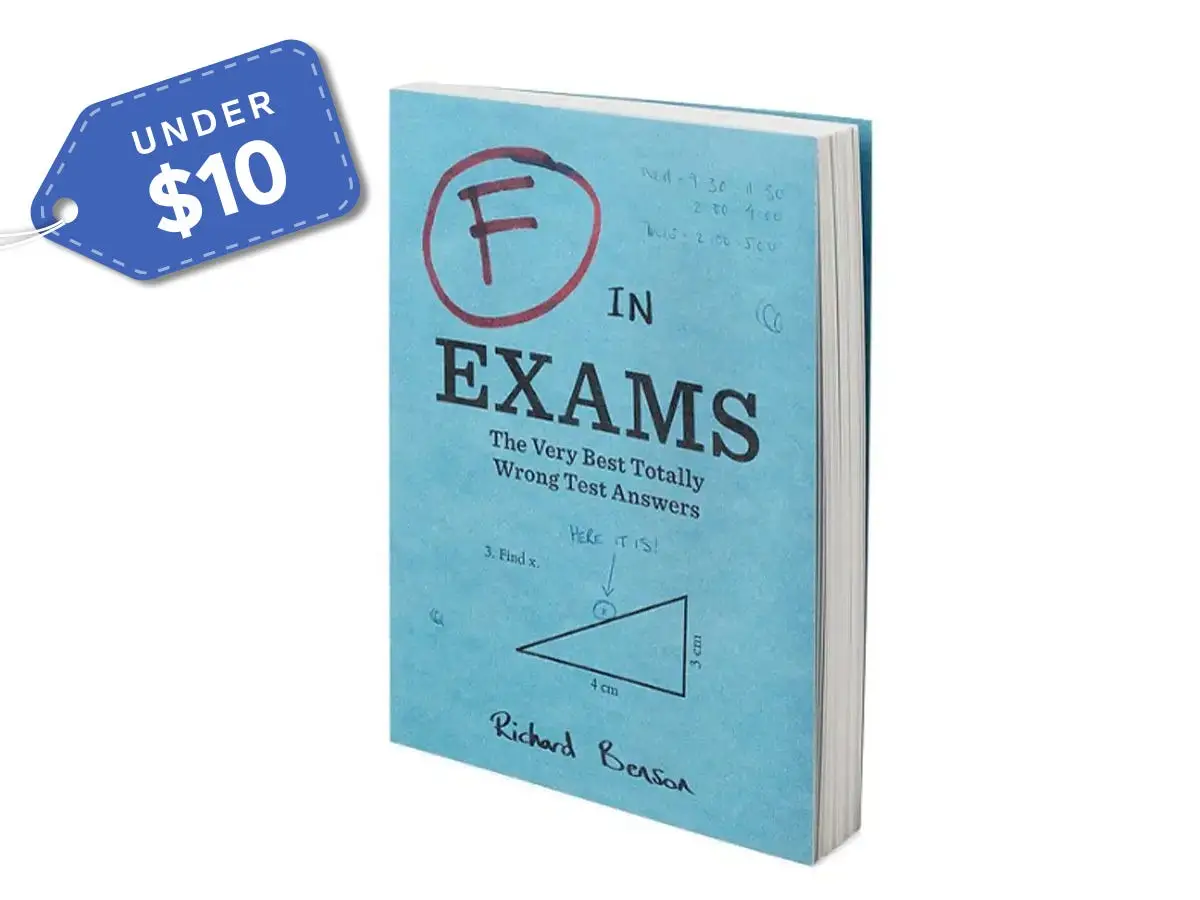 UNDER
$10
F
IN
EXAMS
The Very Best Totally
Wrong Test Answers
HERE IT IS!
3. Find x.
x
3 cm
4 cm
Richard Benson